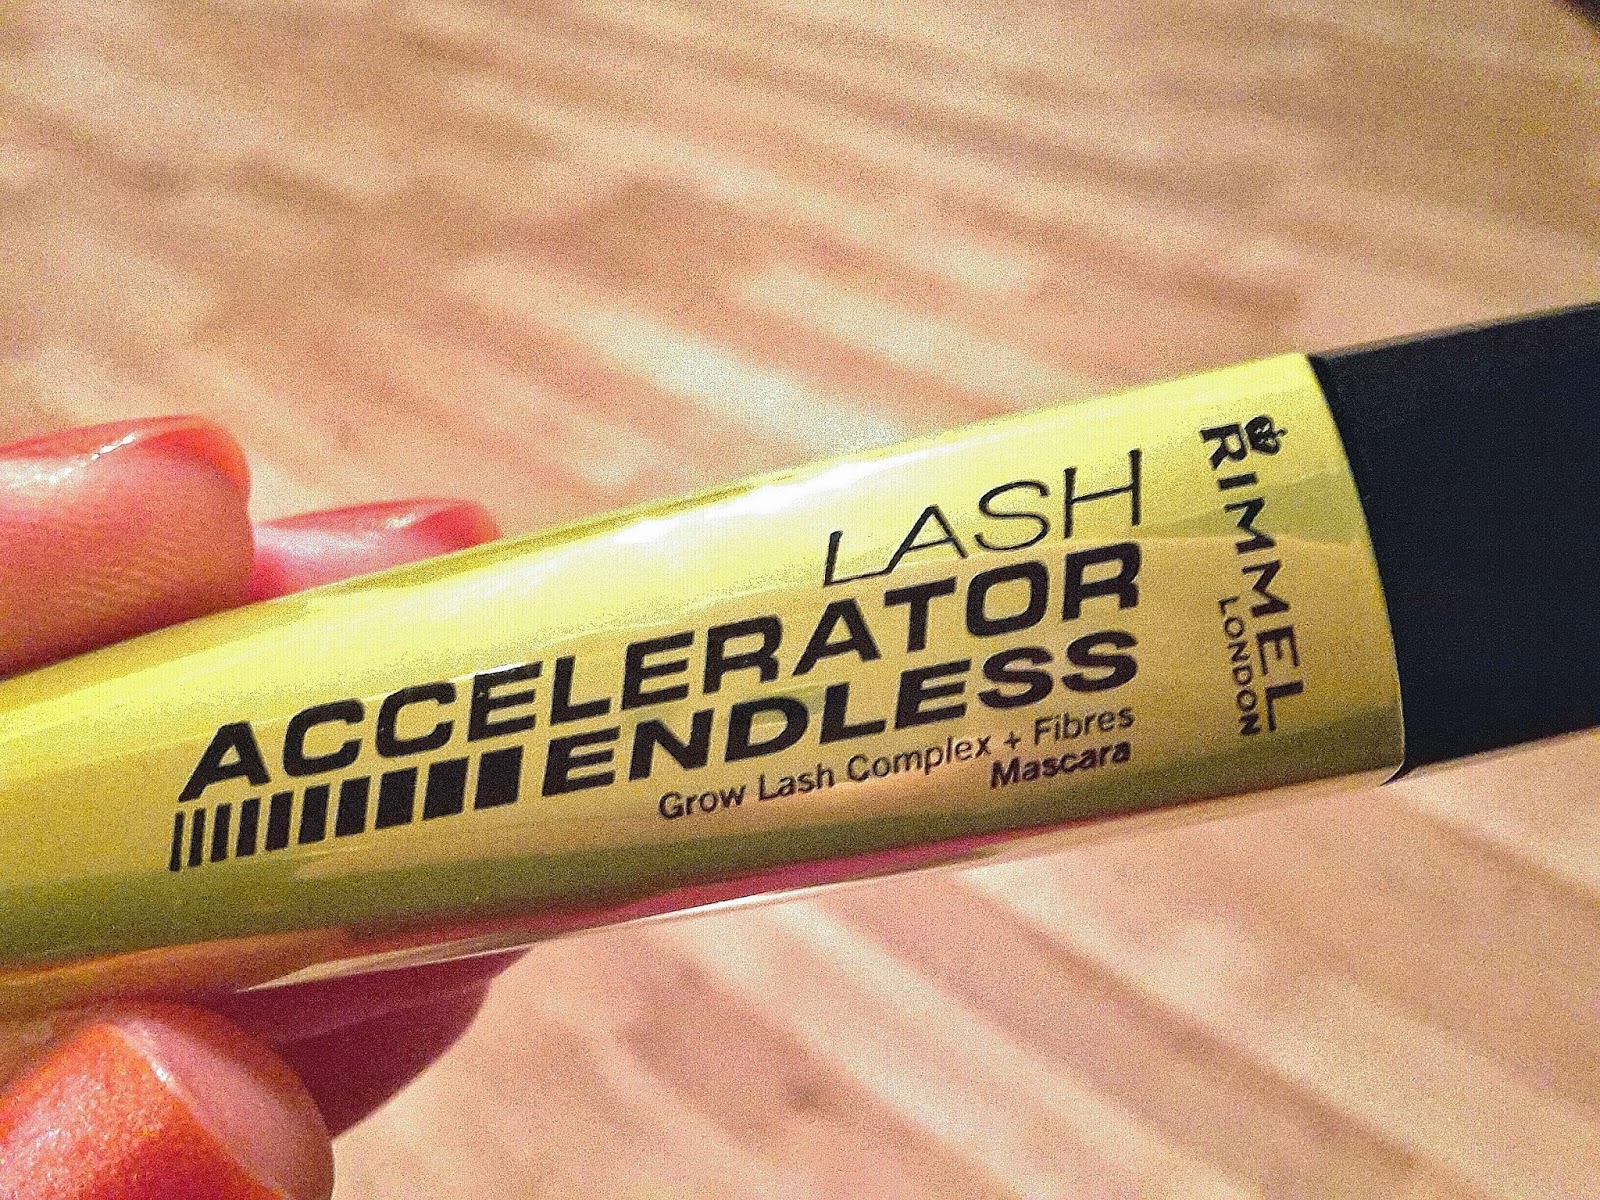 LASH
ACCELERATOR
ENDLESS
Grow Lash Complex + Fibres
Mascara
RIMMEL
LONDON